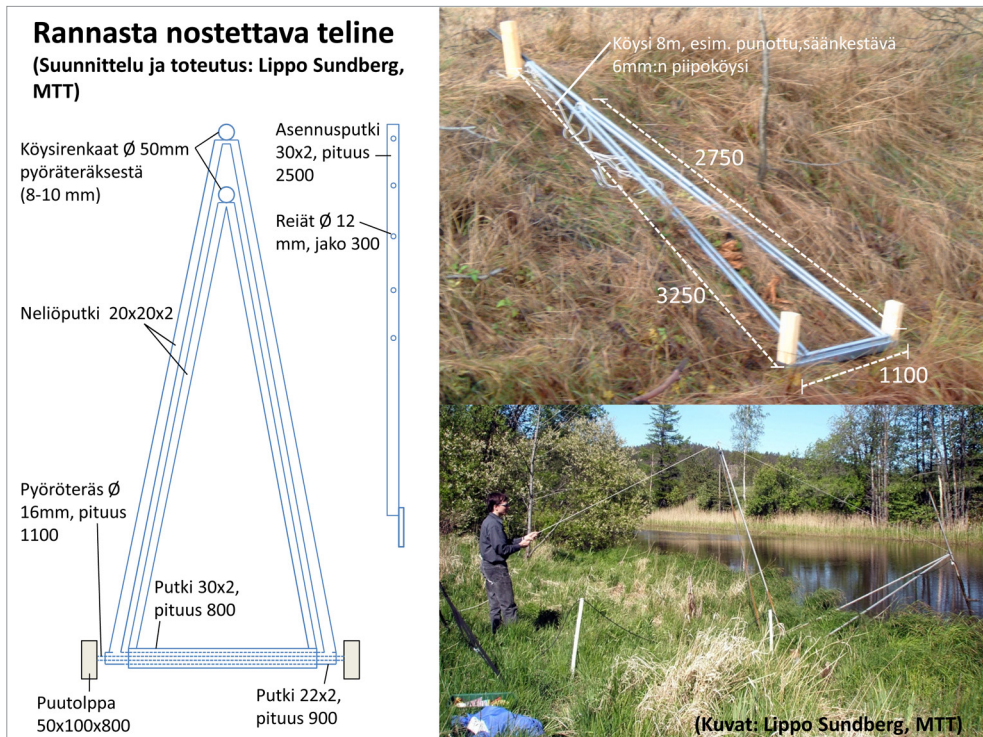 Rannasta nostettava teline
(Suunnittelu ja toteutus: Lippo Sundberg,
MTT)
Köysirenkaat Ø 50mm
pyöräteräksestä
(8-10 mm)
Asennusputki
30x2, pituus
2500
Reiät Ø 12
mm, jako 300
Neliöputki 20x20x2
Pyöröteräs Ø
16mm, pituus
1100
Putki 30x2,
pituus 800
Puutolppa
50x100x800
Putki 22x2,
pituus 900
Köysi 8m, esim. punottu,säänkestävä
6mm:n piipoköysi
2750
3250
1100
(Kuvat: Lippo Sundberg, MTT)